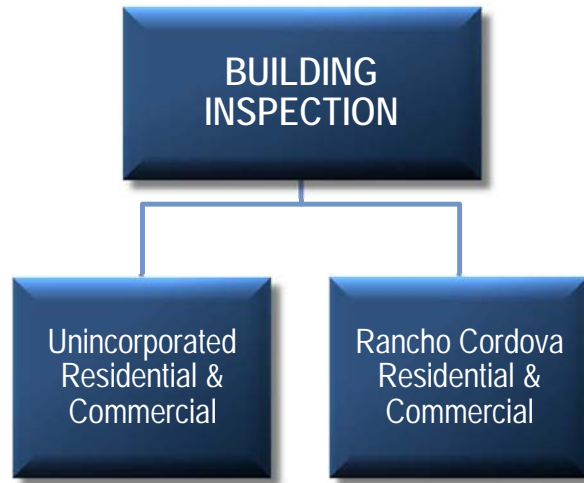 BUILDING
INSPECTION
Unincorporated
Residential &
Commercial
Rancho Cordova
Residential &
Commercial